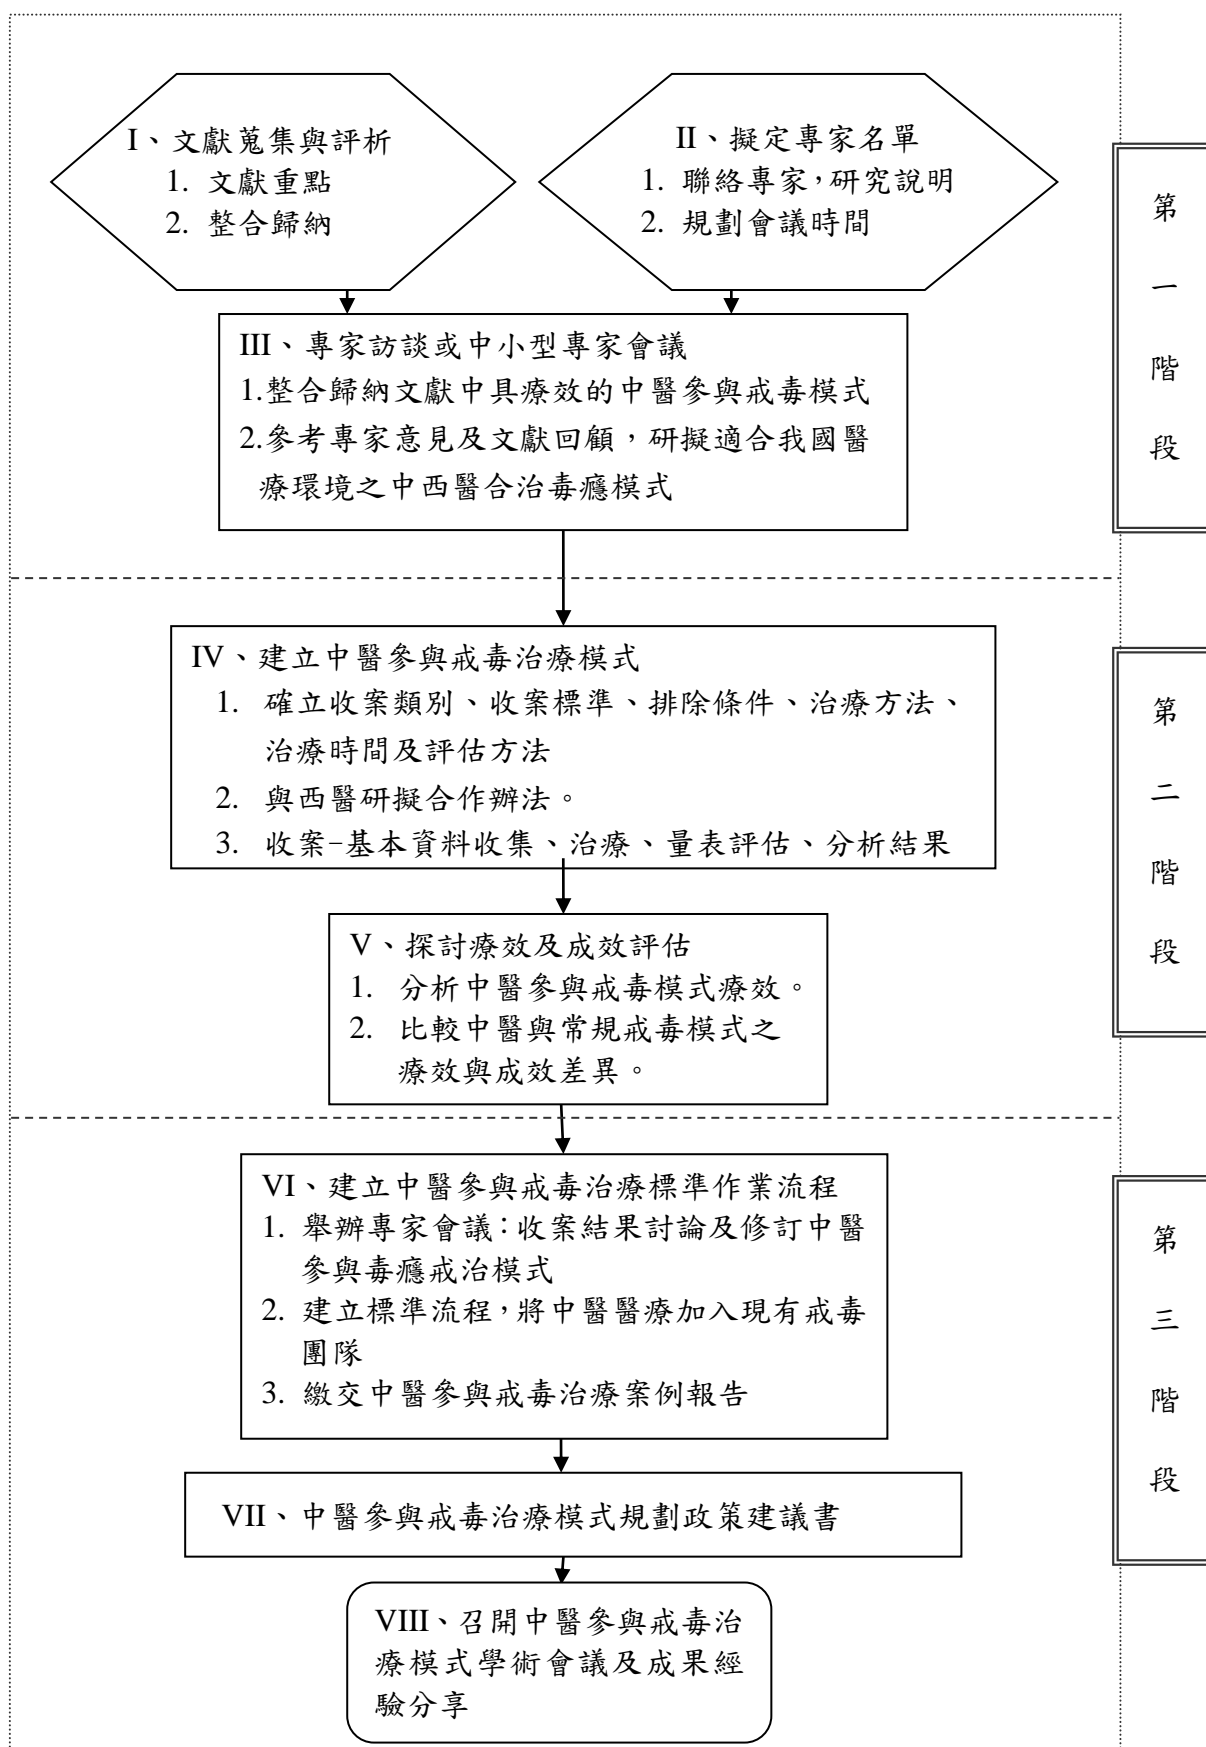 I、文獻蒐集與評析
1. 文獻重點
2. 整合歸納
II、擬定專家名單
1. 聯絡專家，研究說明
2. 規劃會議時間
III、專家訪談或中小型專家會議
1.整合歸納文獻中具療效的中醫參與戒毒模式
2.參考專家意見及文獻回顧，研擬適合我國醫
療環境之中西醫合治毒癮模式
第
一
階
段
IV、建立中醫參與戒毒治療模式
1. 確立收案類別、收案標準、排除條件、治療方法、
治療時間及評估方法
2. 與西醫研擬合作辦法。
3. 收案-基本資料收集、治療、量表評估、分析結果
V、探討療效及成效評估
1. 分析中醫參與戒毒模式療效。
2. 比較中醫與常規戒毒模式之
療效與成效差異。
第
二
階
段
VI、建立中醫參與戒毒治療標準作業流程
1. 舉辦專家會議：收案結果討論及修訂中醫
參與毒癮戒治模式
2. 建立標準流程，將中醫醫療加入現有戒毒
團隊
3. 繳交中醫參與戒毒治療案例報告
VII、中醫參與戒毒治療模式規劃政策建議書
VIII、召開中醫參與戒毒治
療模式學術會議及成果經
驗分享
第
三
階
段